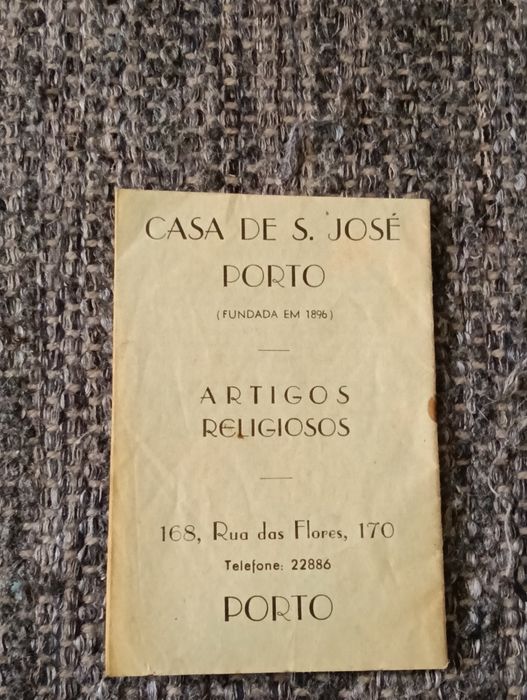 CASA DE S. JOSÉ
PORTO
(FUNDADA EM 1896)
ARTIGOS
RELIGIOSOS
168, Rua das Flores, 170
Telefone: 22886
PORTO